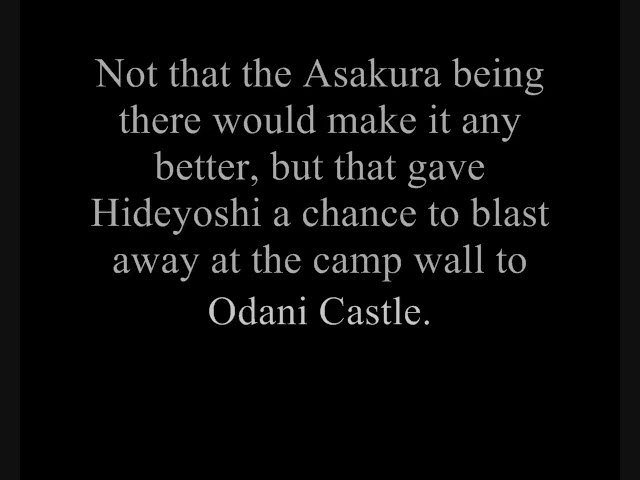 Not that the Asakura being
there would make it any
better, but that gave
Hideyoshi a chance to blast
away at the camp wall to
Odani Castle.